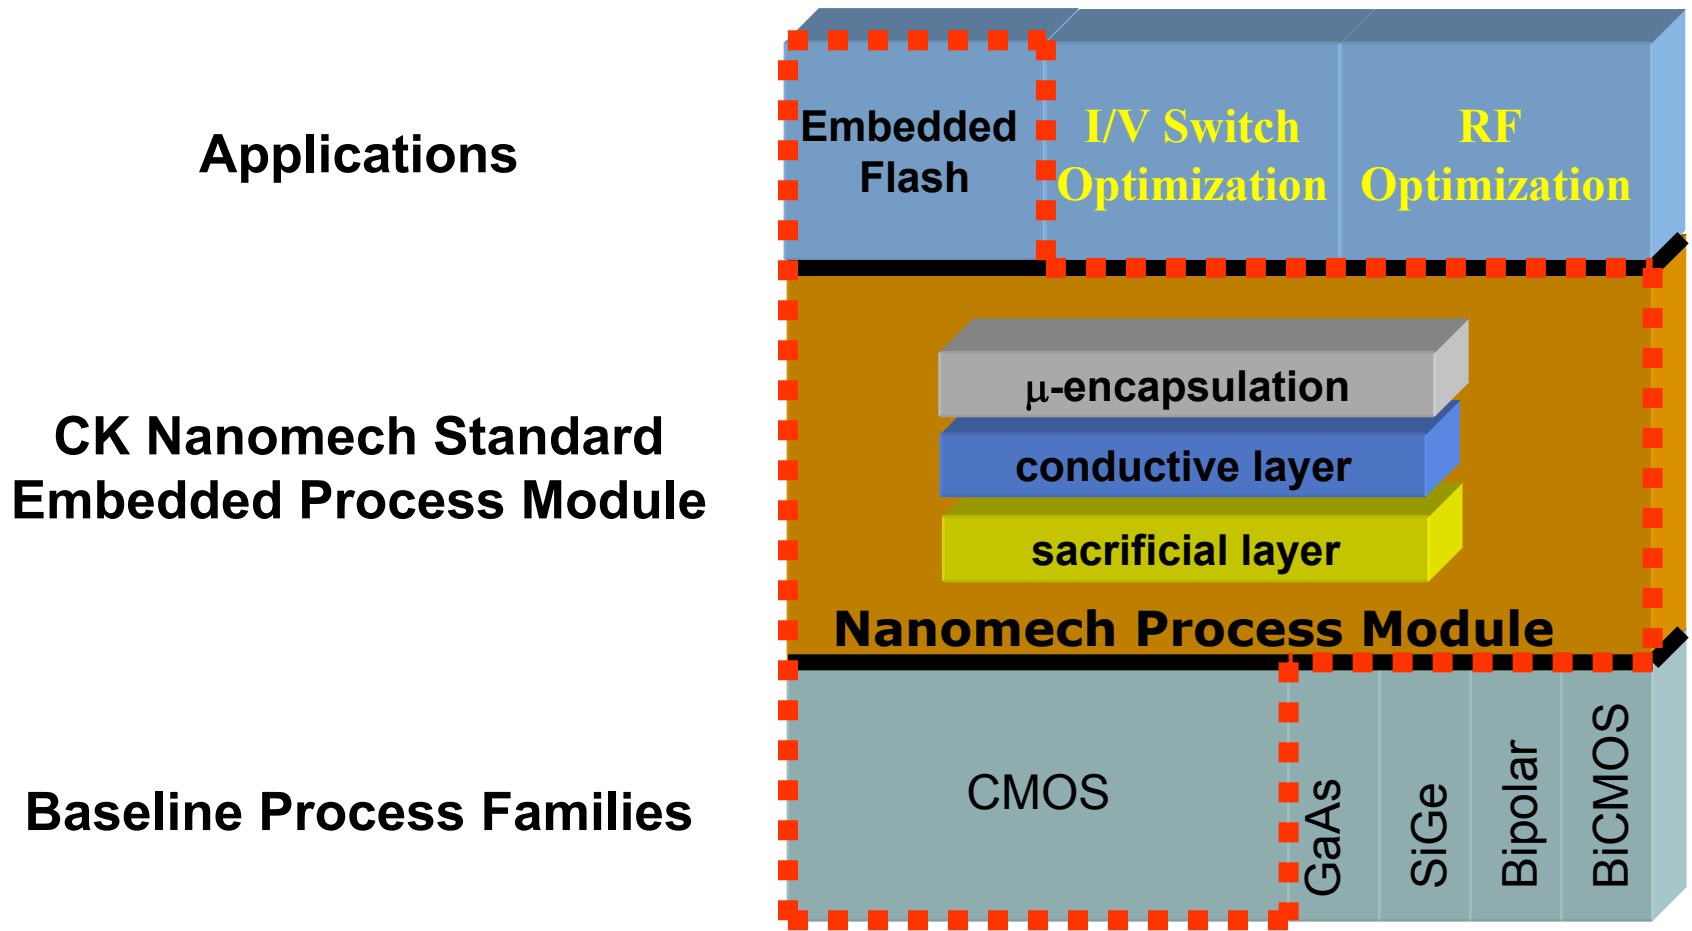 Applications
Embedded
Flash
I/V Switch
Optimization
RF
Optimization
CK Nanomech Standard
Embedded Process Module
μ-encapsulation
conductive layer
sacrificial layer
Nanomech Process Module
Baseline Process Families
CMOS
GaAs
SiGe
Bipolar
BiCMOS